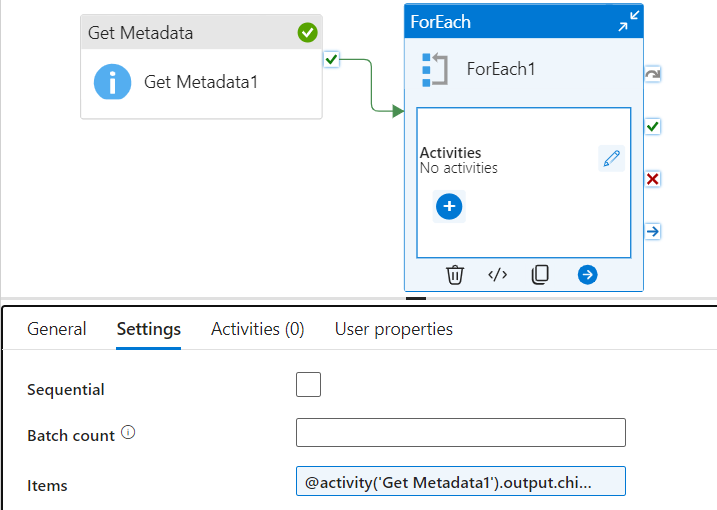 Get Metadata
Get Metadata1
ForEach
ForEach1
Activities
No activities
General
Settings
Activities (0)
User properties
Sequential
Batch count
Items
@activity('Get Metadata1').output.chi...